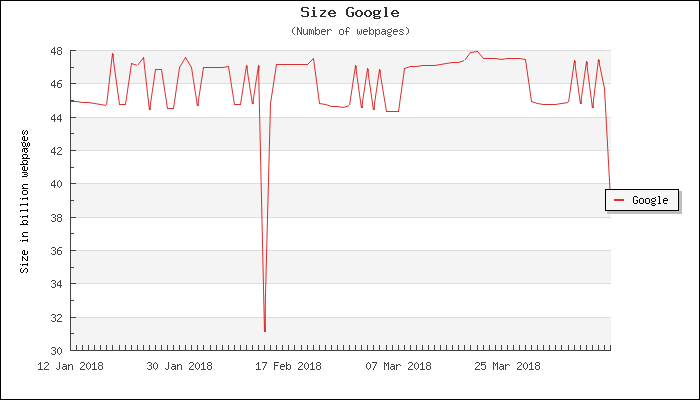 Size Google
(Number of webpages)
48
46
44
42
40
38
36
34
32
30
Size in billion webpages
Google
12 Jan 2018 30 Jan 2018 17 Feb 2018 07 Mar 2018 25 Mar 2018